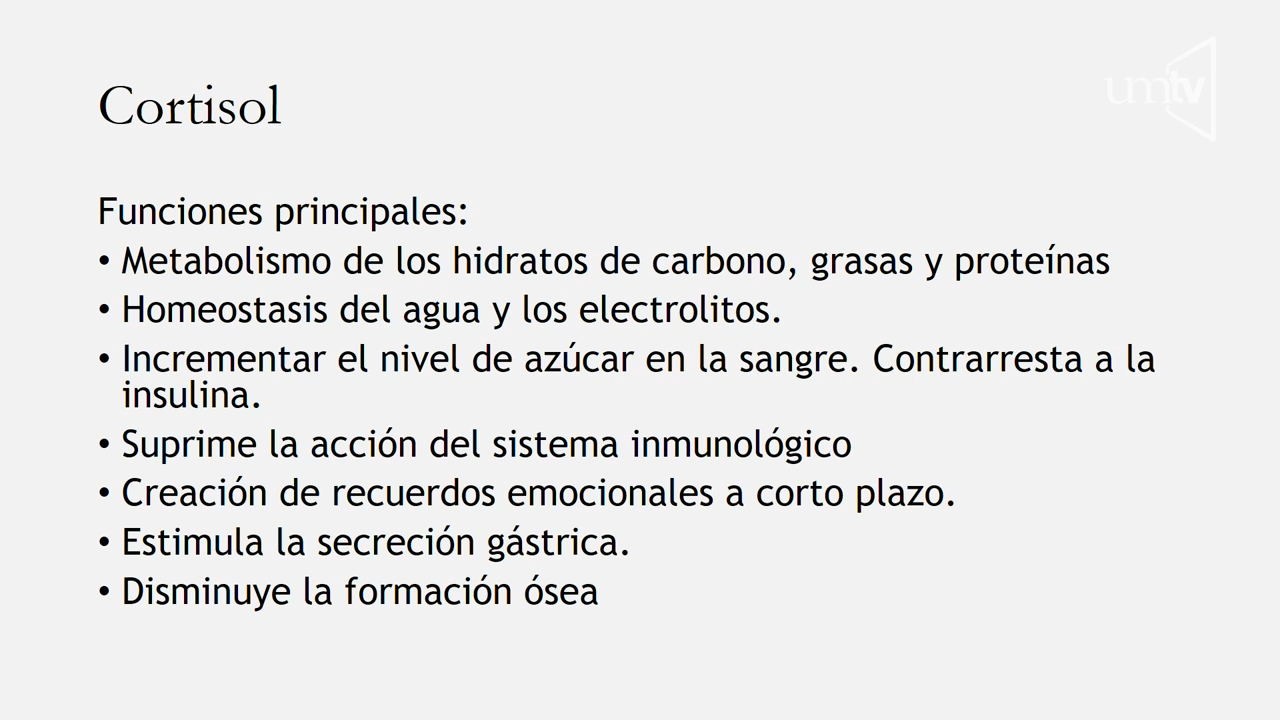 umtv
Cortisol
Funciones principales:
• Metabolismo de los hidratos de carbono, grasas y proteínas
• Homeostasis del agua y los electrolitos.
• Incrementar el nivel de azúcar en la sangre. Contrarresta a la
insulina.
• Suprime la acción del sistema inmunológico
• Creación de recuerdos emocionales a corto plazo.
• Estimula la secreción gástrica.
• Disminuye la formación ósea